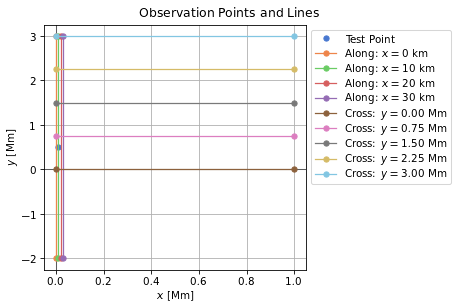 Observation Points and Lines
3
2
1
0
−1
−2
y [Mm]
0.0 0.2 0.4 0.6 0.8 1.0
x [Mm]
Test Point
Along: x = 0 km
Along: x = 10 km
Along: x = 20 km
Along: x = 30 km
Cross: y = 0.00 Mm
Cross: y = 0.75 Mm
Cross: y = 1.50 Mm
Cross: y = 2.25 Mm
Cross: y = 3.00 Mm